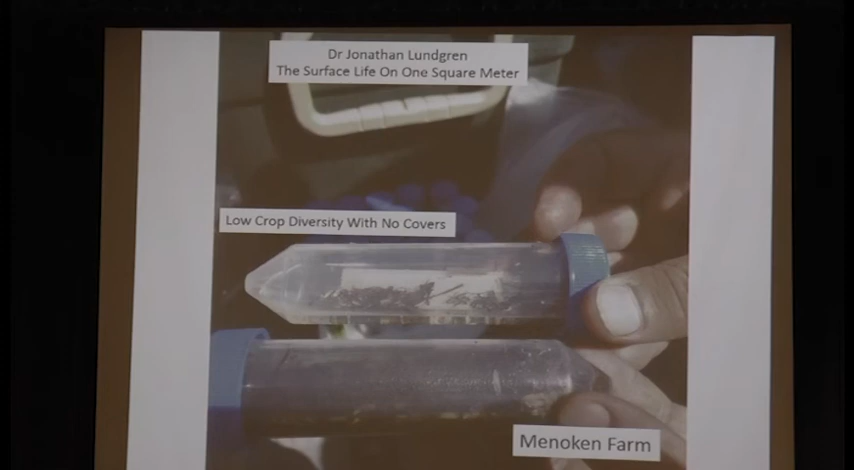 Dr Jonathan Lundgren
The Surface Life On One Square Meter
Low Crop Diversity With No Covers
Menoken Farm